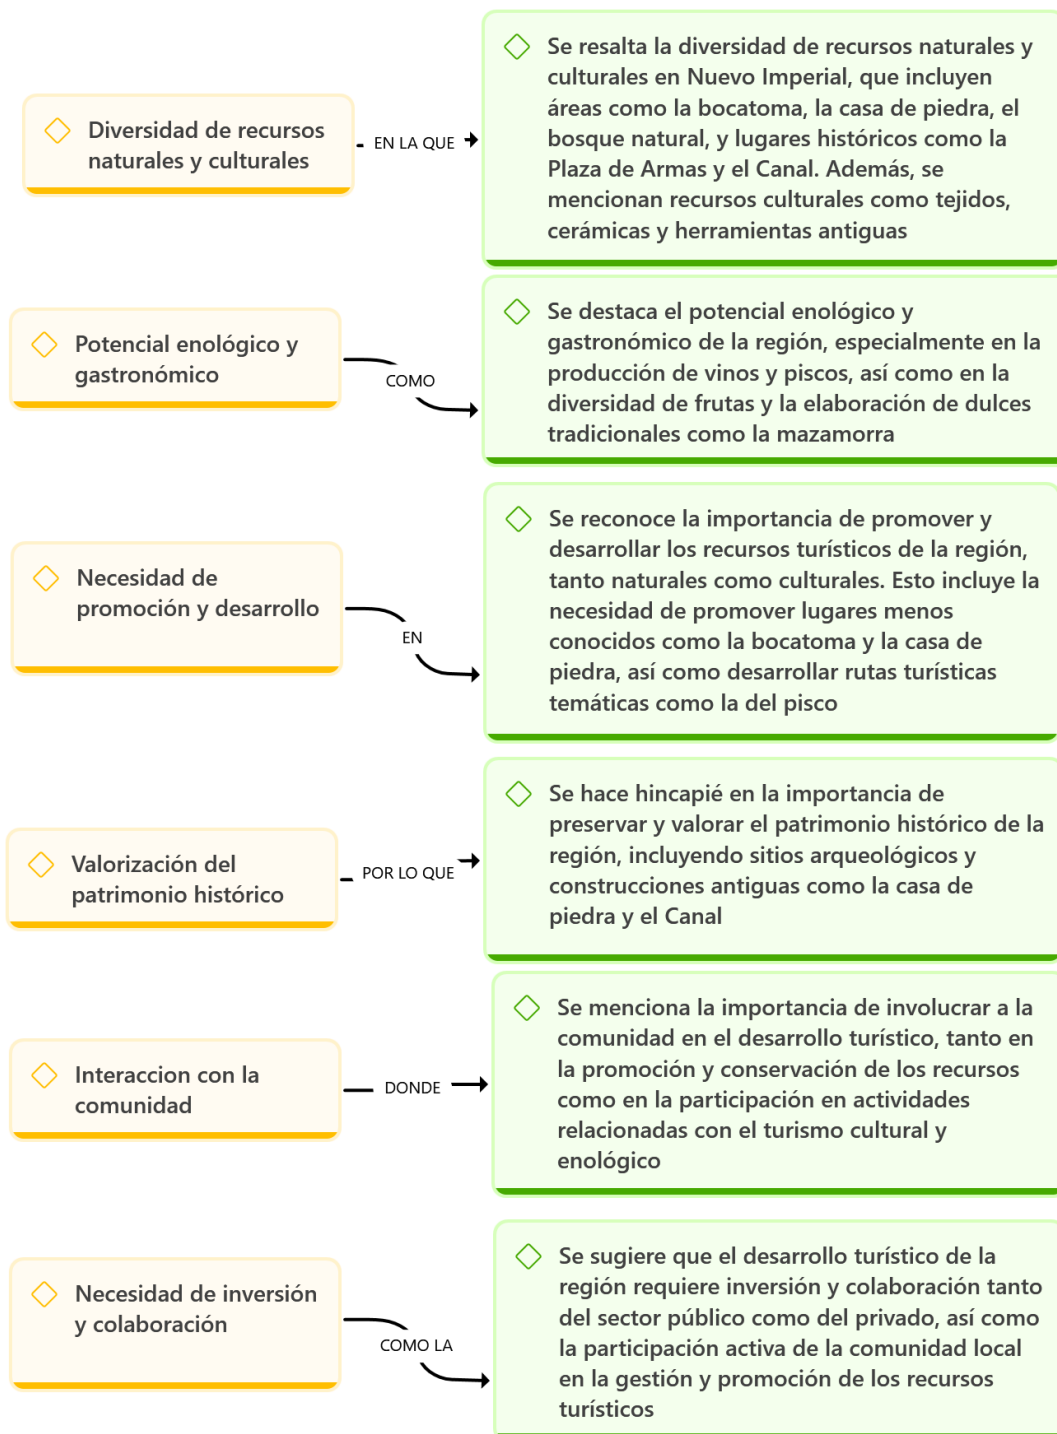 Diversidad de recursos
naturales y culturales
EN LA QUE
Se resalta la diversidad de recursos naturales y
culturales en Nuevo Imperial, que incluyen
áreas como la bocatoma, la casa de piedra, el
bosque natural, y lugares históricos como la
Plaza de Armas y el Canal. Además, se
mencionan recursos culturales como tejidos,
cerámicas y herramientas antiguas
Potencial enológico y
gastronómico
COMO
Se destaca el potencial enológico y
gastronómico de la región, especialmente en la
producción de vinos y piscos, así como en la
diversidad de frutas y la elaboración de dulces
tradicionales como la mazamorra
Necesidad de
promoción y desarrollo
EN
Se reconoce la importancia de promover y
desarrollar los recursos turísticos de la región,
tanto naturales como culturales. Esto incluye la
necesidad de promover lugares menos
conocidos como la bocatoma y la casa de
piedra, así como desarrollar rutas turísticas
temáticas como la del pisco
Valorización del
patrimonio histórico
POR LO QUE
Se hace hincapié en la importancia de
preservar y valorar el patrimonio histórico de la
región, incluyendo sitios arqueológicos y
construcciones antiguas como la casa de
piedra y el Canal
Interaccion con la
comunidad
DONDE
Se menciona la importancia de involucrar a la
comunidad en el desarrollo turístico, tanto en
la promoción y conservación de los recursos
como en la participación en actividades
relacionadas con el turismo cultural y
enológico
Necesidad de inversión
y colaboración
COMO LA
Se sugiere que el desarrollo turístico de la
región requiere inversión y colaboración tanto
del sector público como del privado, así como
la participación activa de la comunidad local
en la gestión y promoción de los recursos
turísticos